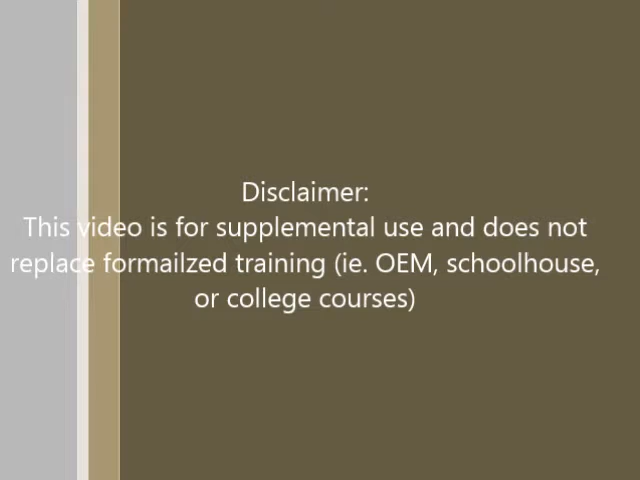 Disclaimer:
This video is for supplemental use and does not
replace formailzed training (ie. OEM, schoolhouse,
or college courses)